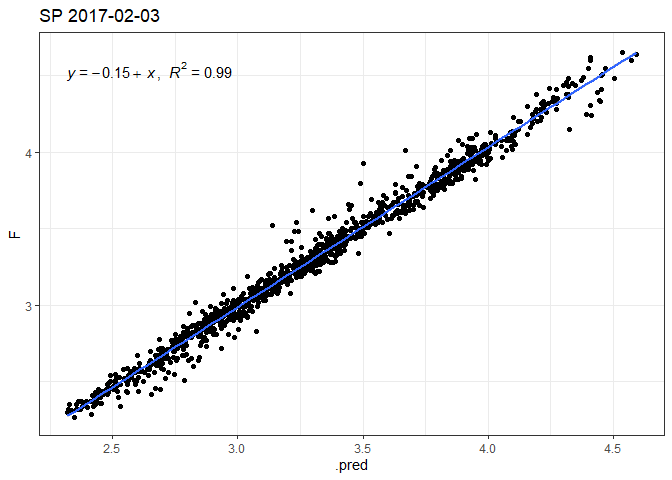 SP 2017-02-03
y = −0.15 + x , R² = 0.99
4
3
F
2.5 3.0 3.5 4.0 4.5
.pred